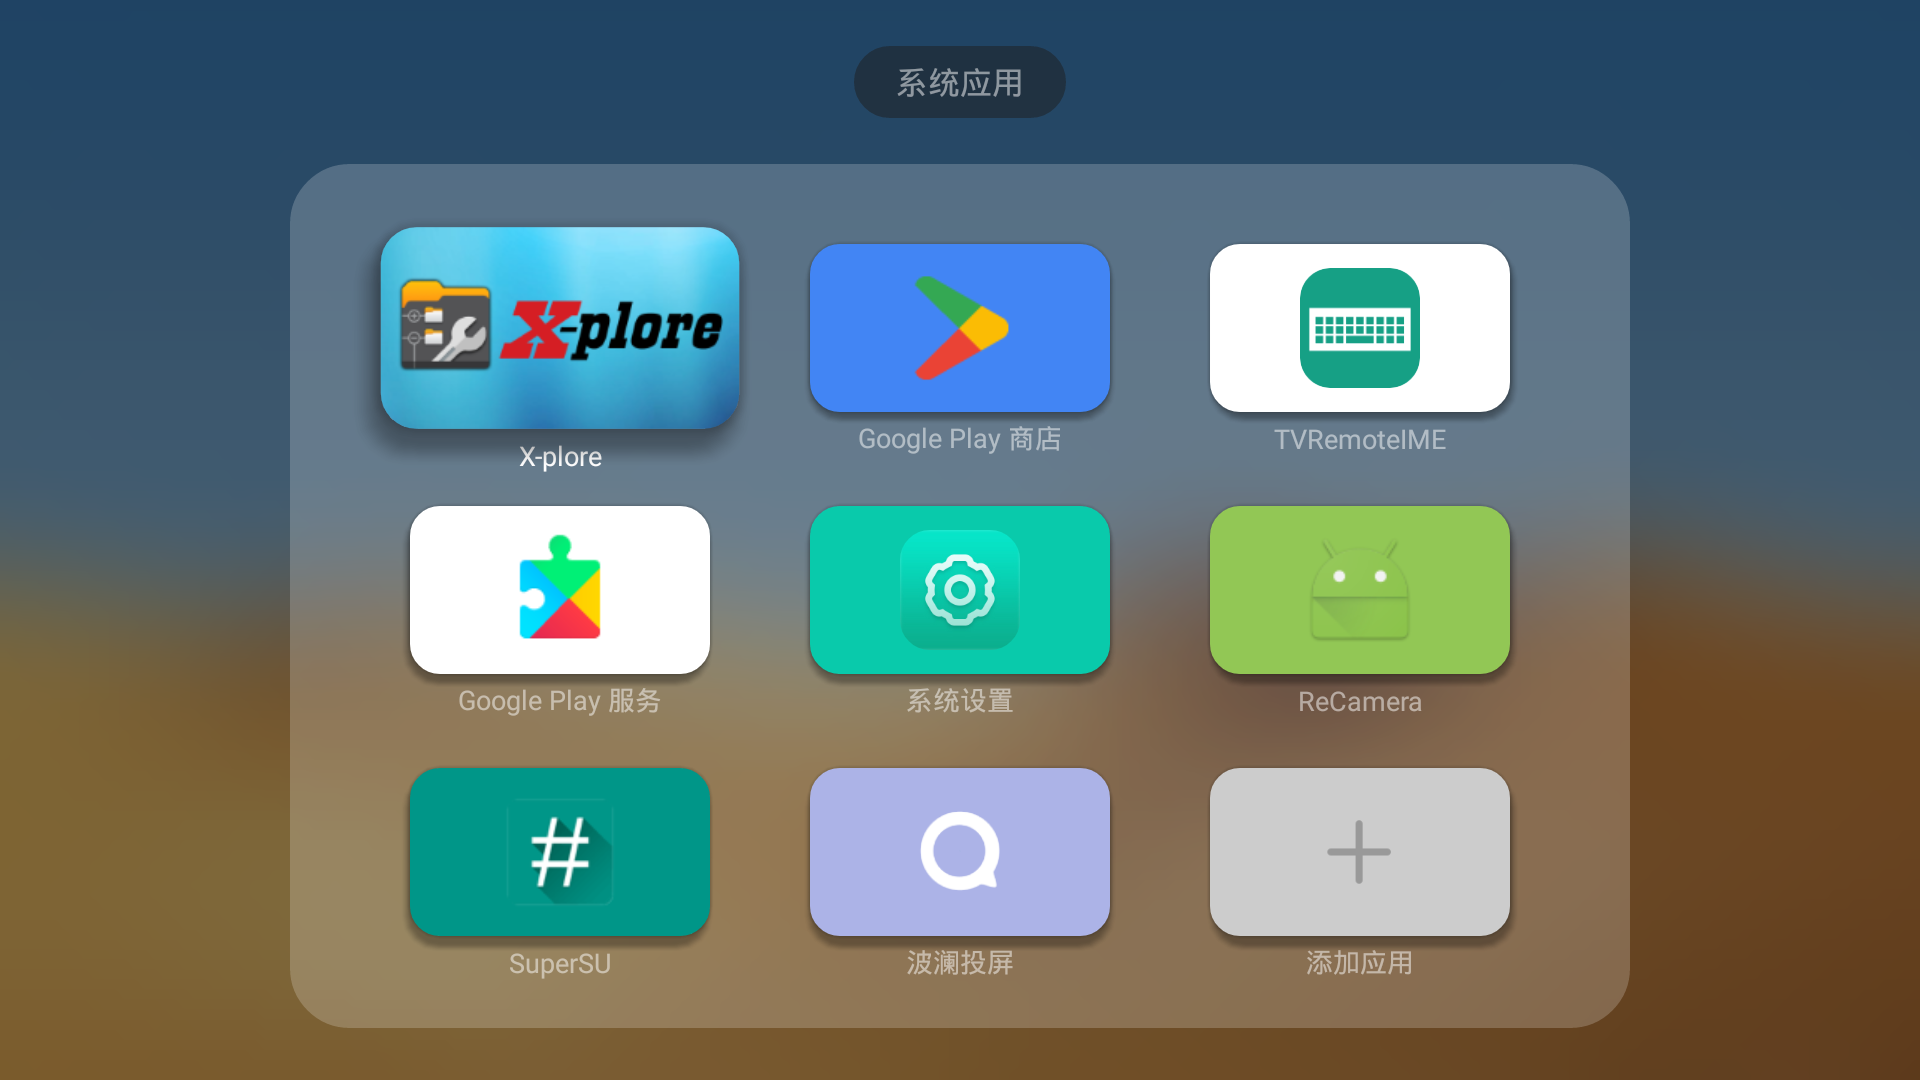 系统应用
X-plore
X-plore
Google Play 商店
TVRemoteIME
Google Play 服务
系统设置
ReCamera
#
SuperSU
波澜投屏
添加应用